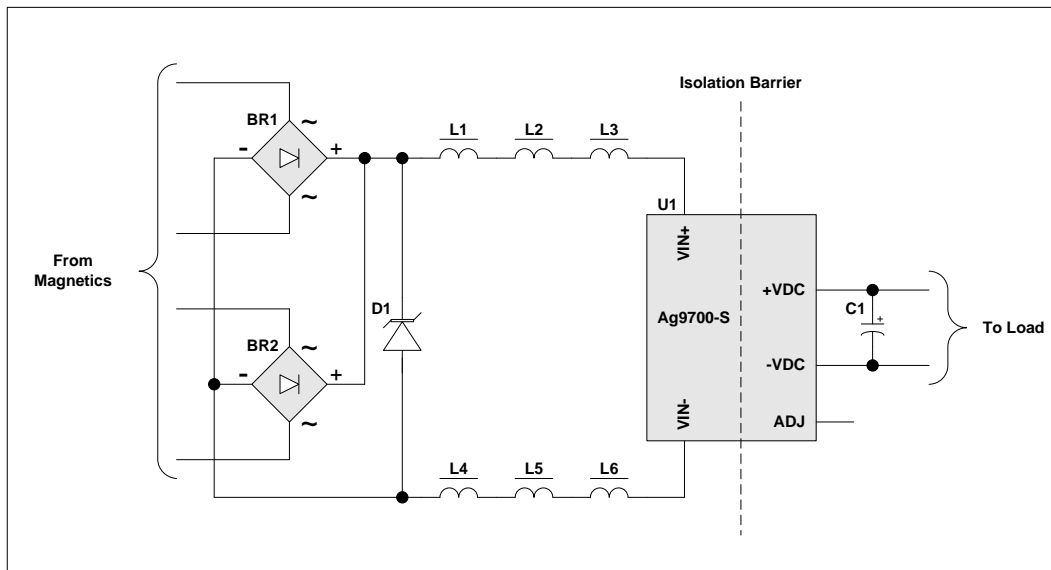 Isolation Barrier
BR1
~
-
+
~
L1
L2
L3
U1
VIN+
From
Magnetics
D1
Ag9700-S
+VDC
C1
+
To Load
BR2
~
-
+
~
-VDC
VIN-
ADJ
L4
L5
L6